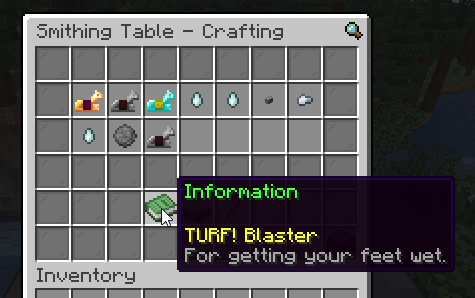 Smithing Table - Crafting
Information
TURF! Blaster
For getting your feet wet.
Inventory